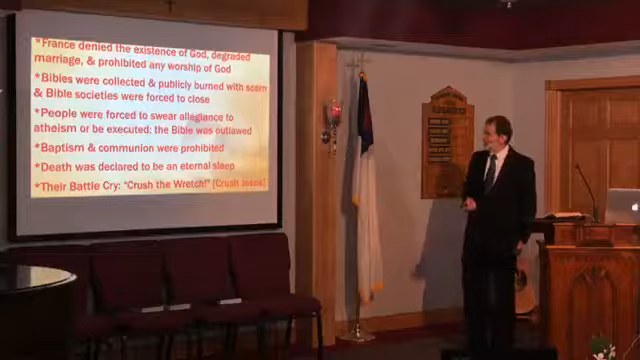 *France denied the existence of God, degraded
marriage, & prohibited any worship of God
*Bibles were collected & publicly burned with scorn
& Bible societies were forced to close
*People were forced to swear allegiance to
atheism or be executed: the Bible was outlawed
*Baptism & communion were prohibited
*Death was declared to be an eternal sleep
*Their Battle Cry: "Crush the Wretch!" [Crush Jesus]